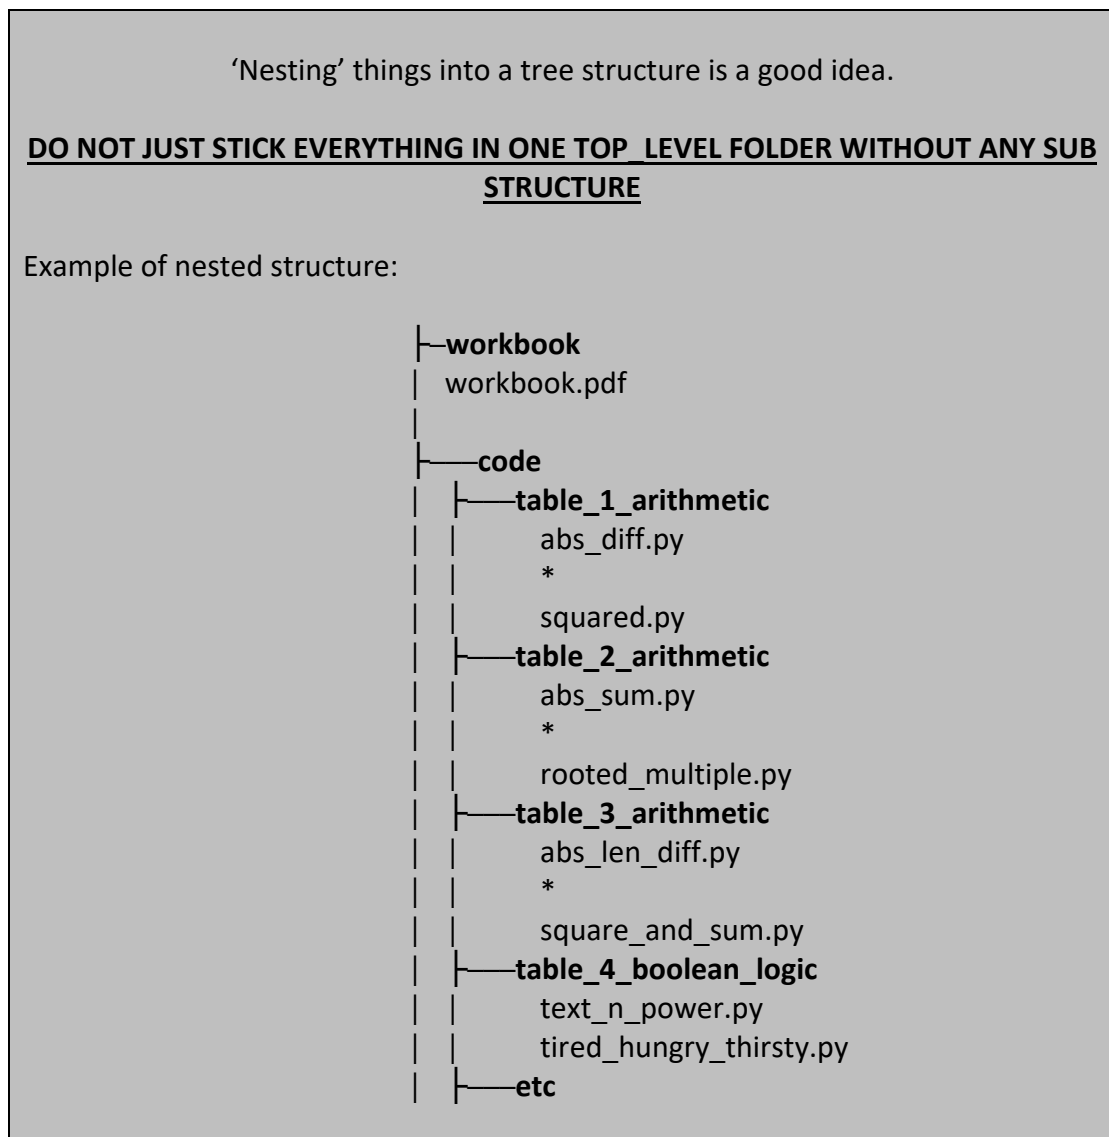 ‘Nesting’ things into a tree structure is a good idea.
DO NOT JUST STICK EVERYTHING IN ONE TOP_LEVEL FOLDER WITHOUT ANY SUB
STRUCTURE
Example of nested structure:
├─workbook
│ workbook.pdf
│
├───code
│ ├───table_1_arithmetic
│ │ abs_diff.py
│ │ *
│ │ squared.py
│ ├───table_2_arithmetic
│ │ abs_sum.py
│ │ *
│ │ rooted_multiple.py
│ ├───table_3_arithmetic
│ │ abs_len_diff.py
│ │ *
│ │ square_and_sum.py
│ ├───table_4_boolean_logic
│ │ text_n_power.py
│ │ tired_hungry_thirsty.py
│ ├───etc